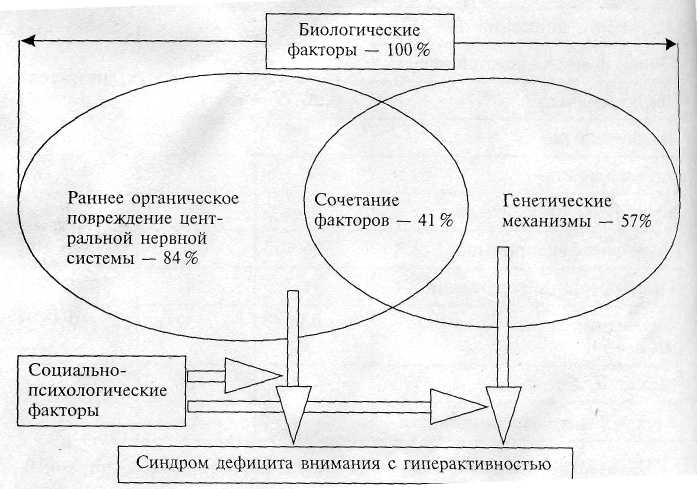 Биологические
факторы — 100 %
Раннее органическое
повреждение цент-
ральной нервной
системы — 84 %
Сочетание
факторов — 41 %
Генетические
механизмы — 57%
Социально-
психологические
факторы
Синдром дефицита внимания с гиперактивностью